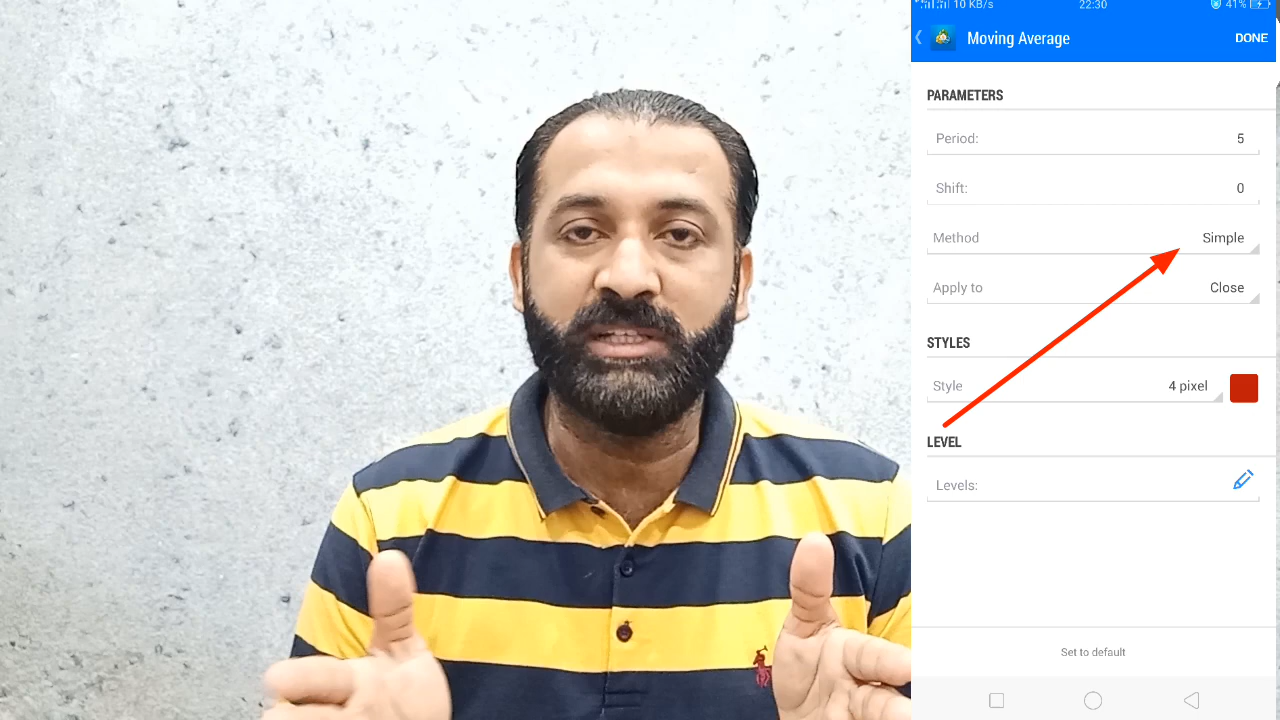 10 KB/s 22:30 41%
Moving Average DONE
PARAMETERS
Period: 5
Shift: 0
Method Simple
Apply to Close
STYLES
Style 4 pixel
LEVEL
Levels:
Set to default